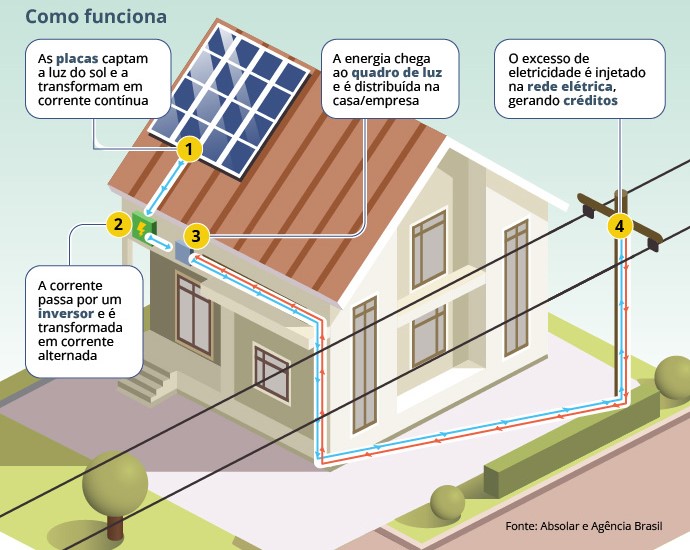 Como funciona
As placas captam
a luz do sol e a
transformam em
corrente contínua
A energia chega
ao quadro de luz
e é distribuída na
casa/empresa
O excesso de
eletricidade é injetado
na rede elétrica,
gerando créditos
1
2
3
4
A corrente
passa por um
inversor e é
transformada
em corrente
alternada
Fonte: Absolar e Agência Brasil